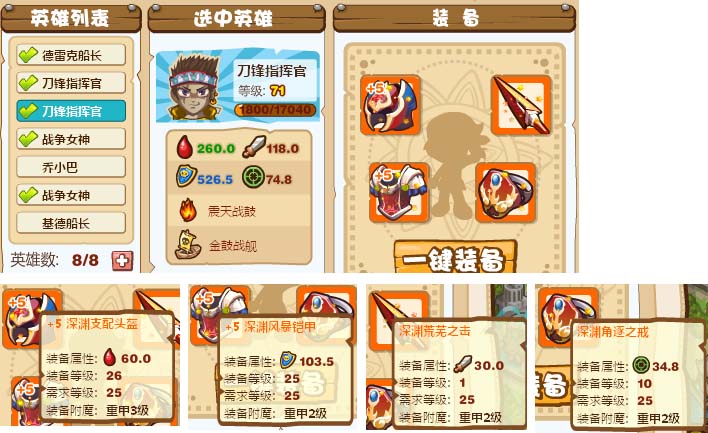 英雄列表
德雷克船长
刀锋指挥官
刀锋指挥官
战争女神
乔小巴
战争女神
基德船长
英雄数: 8/8
选中英雄
刀锋指挥官
等级: 71
1800/17040
260.0 118.0
526.5 74.8
震天战鼓
金鼓战舰
装 备
+5
+5
一键装备
+5
+5
+5 深渊支配头盔
装备属性: 60.0
装备等级: 26
需求等级: 25
装备附魔: 重甲3级
+5
+5 深渊风暴铠甲
装备属性: 103.5
装备等级: 25
需求等级: 25
装备附魔: 重甲2级
深渊荒芜之击
装备属性: 30.0
装备等级: 1
需求等级: 25
装备附魔: 重甲2级
+5
深渊角逐之戒
装备属性: 34.8
装备等级: 10
需求等级: 25
装备附魔: 重甲2级